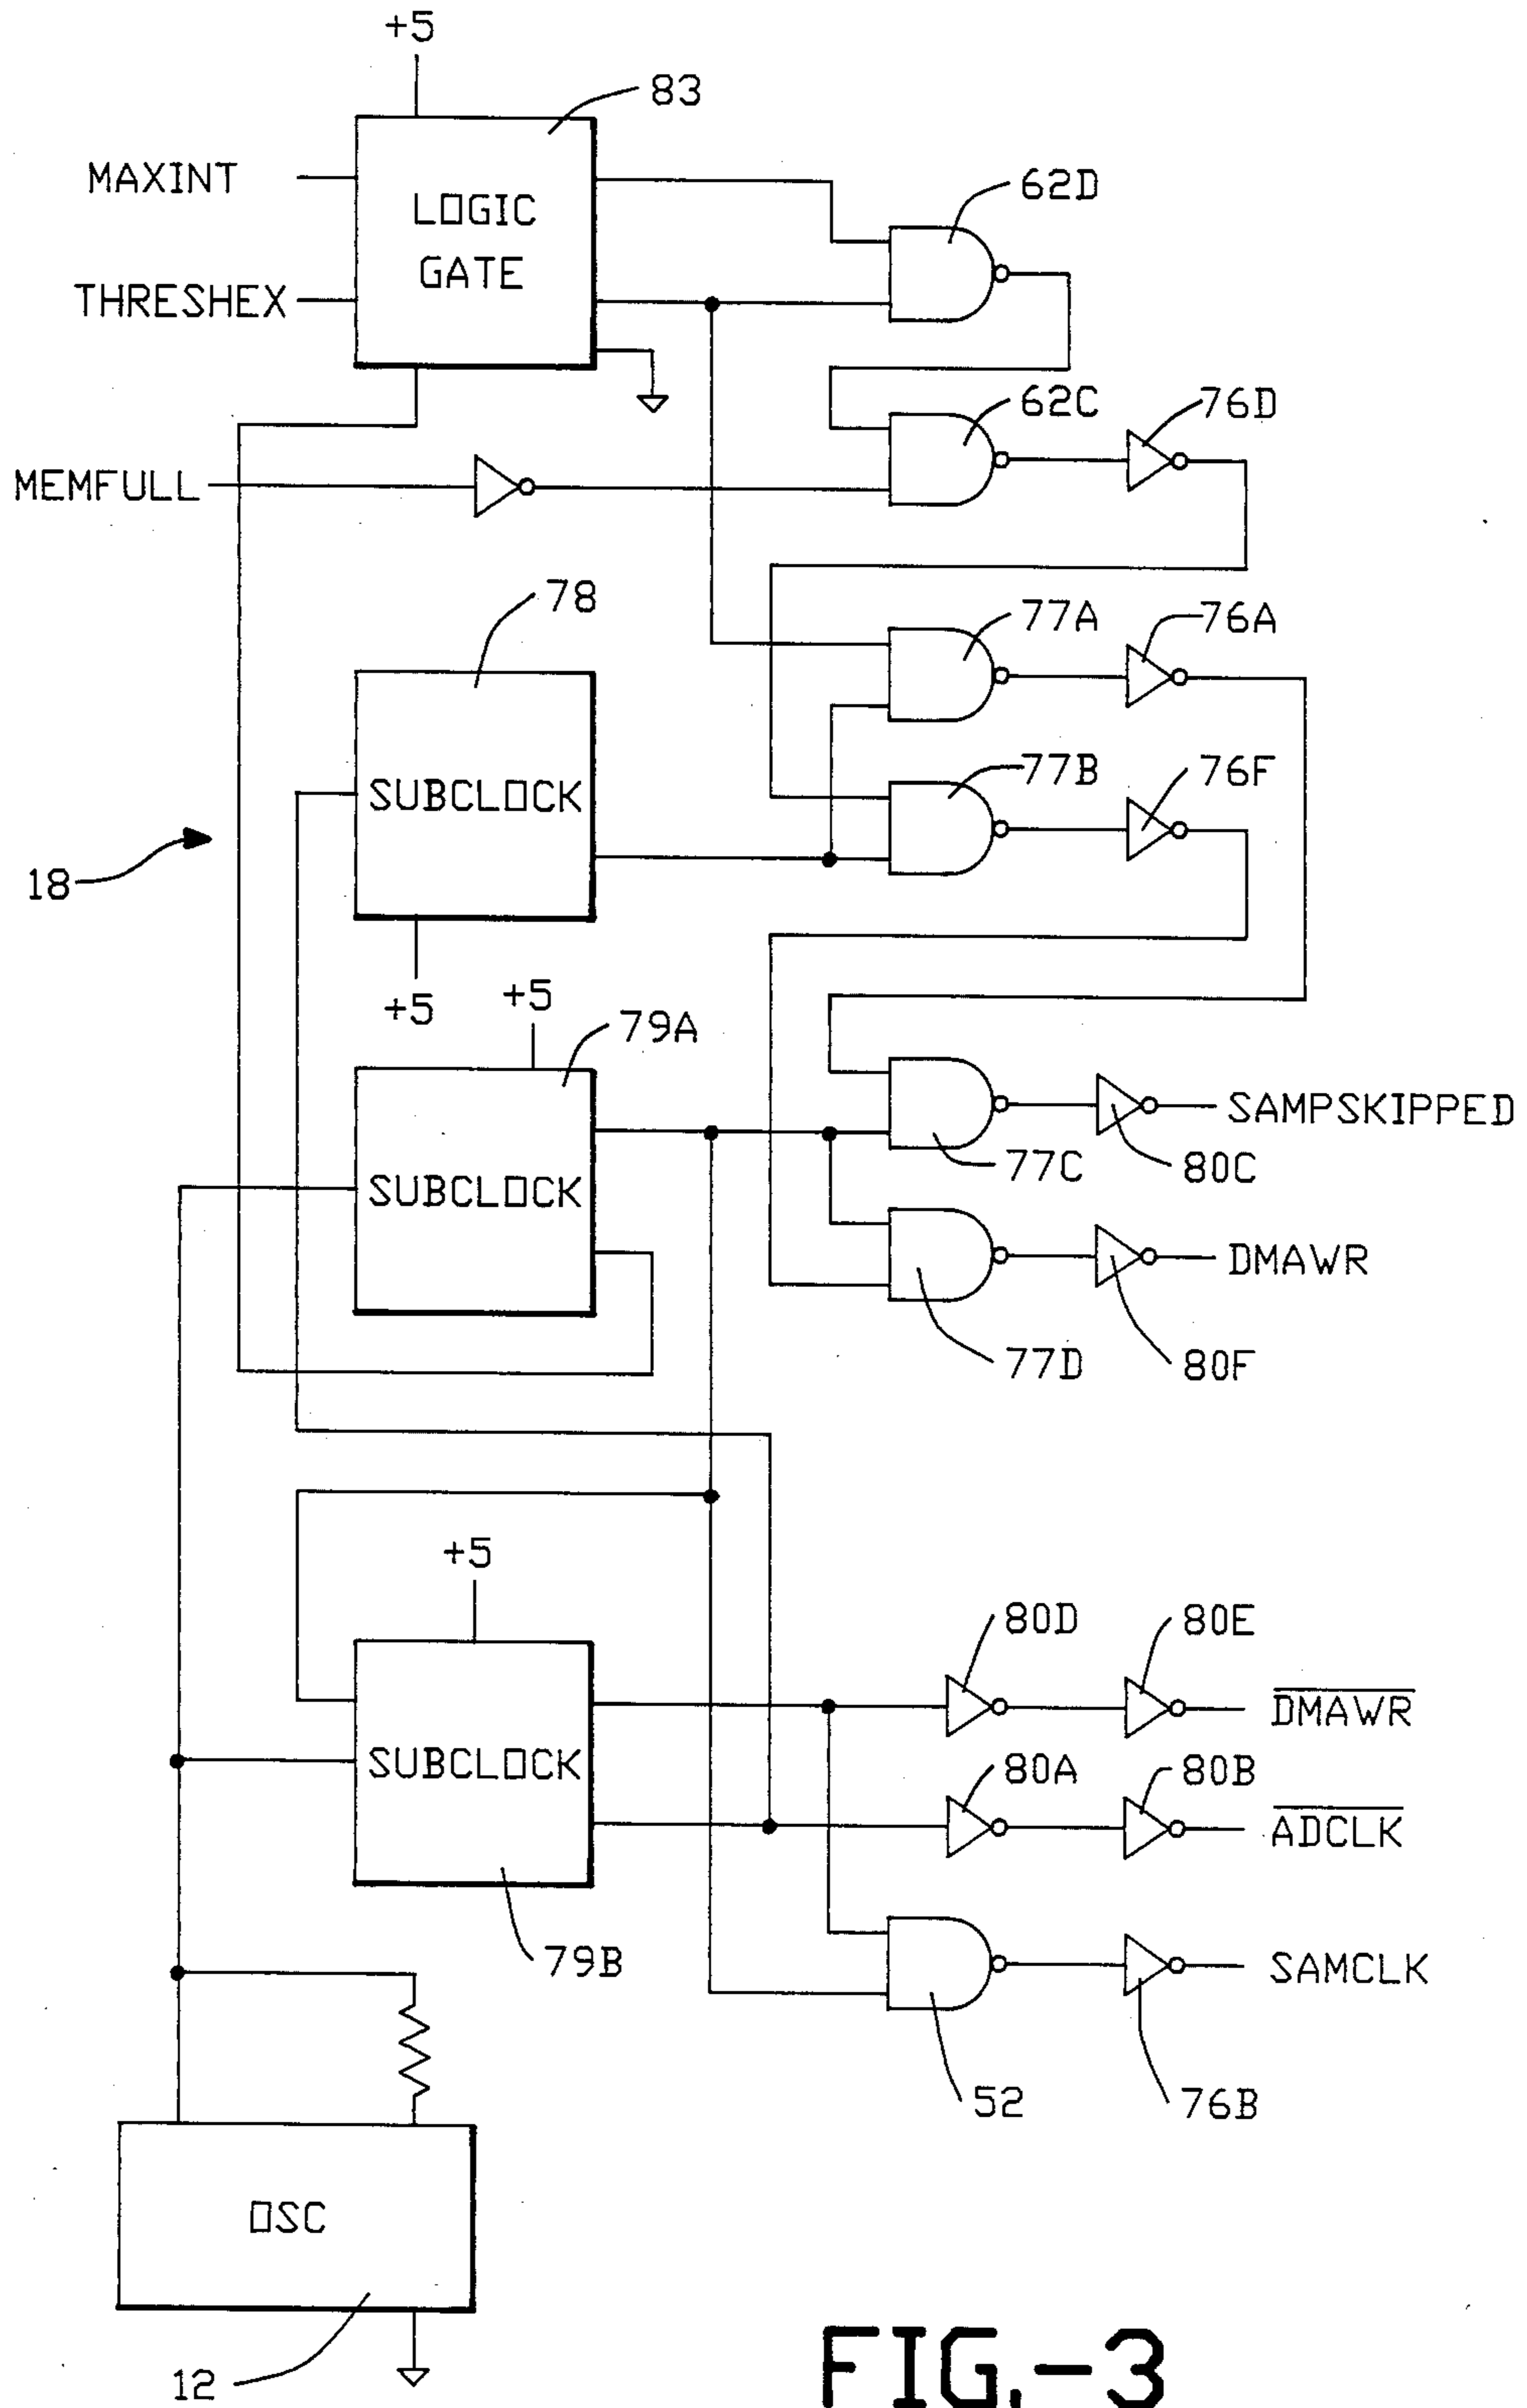 +5
83
MAXINT
LOGIC
GATE
62D
THRESHEX
62C
76D
MEMFULL
78
77A
76A
SUBCLOCK
77B
76F
18
+5
+5
79A
SUBCLOCK
SAMPSKIPPED
77C
80C
DMAWR
77D
80F
+5
80D
80E
DMAWR
SUBCLOCK
80A
80B
ADCLK
79B
SAMCLK
52
76B
OSC
12
FIG.-3